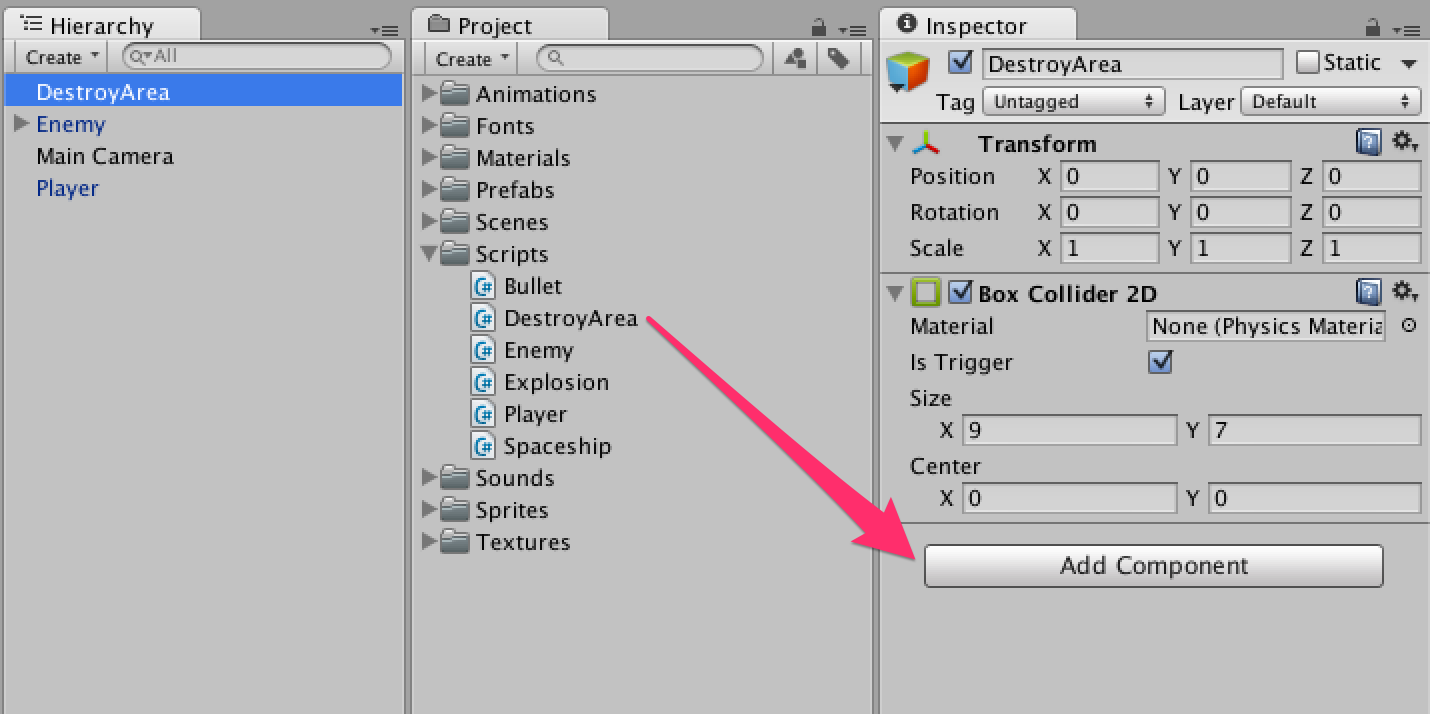 Hierarchy
Create All
DestroyArea
Enemy
Main Camera
Player
Project
Create
Animations
Fonts
Materials
Prefabs
Scenes
Scripts
C# Bullet
C# DestroyArea
C# Enemy
C# Explosion
C# Player
C# Spaceship
Sounds
Sprites
Textures
Inspector
DestroyArea Static
Tag Untagged Layer Default
Transform
Position X 0 Y 0 Z 0
Rotation X 0 Y 0 Z 0
Scale X 1 Y 1 Z 1
Box Collider 2D
Material None (Physics Materia
Is Trigger
Size
X 9 Y 7
Center
X 0 Y 0
Add Component